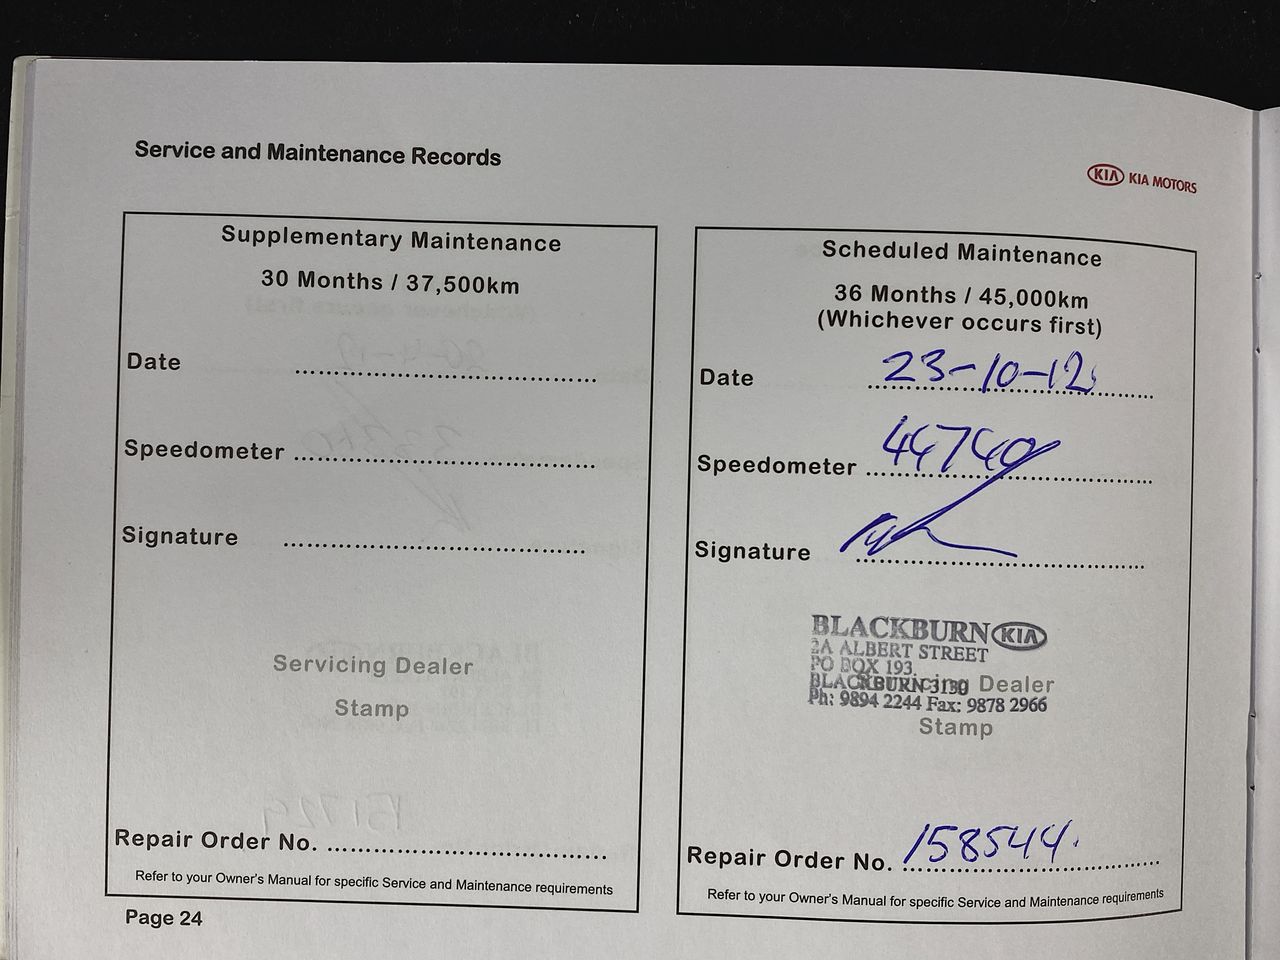 Service and Maintenance Records
KIA KIA MOTORS
Supplementary Maintenance
30 Months / 37,500km
Date
Speedometer
Signature
Servicing Dealer
Stamp
Repair Order No.
Refer to your Owner's Manual for specific Service and Maintenance requirements
Scheduled Maintenance
36 Months / 45,000km
(Whichever occurs first)
Date 23-10-12
Speedometer 44740
Signature
BLACKBURN KIA
2A ALBERT STREET
PO BOX 193
BLACKBURN 3130
Dealer
Ph: 9894 2244 Fax: 9878 2966
Stamp
Repair Order No. 158544
Refer to your Owner's Manual for specific Service and Maintenance requirements
Page 24